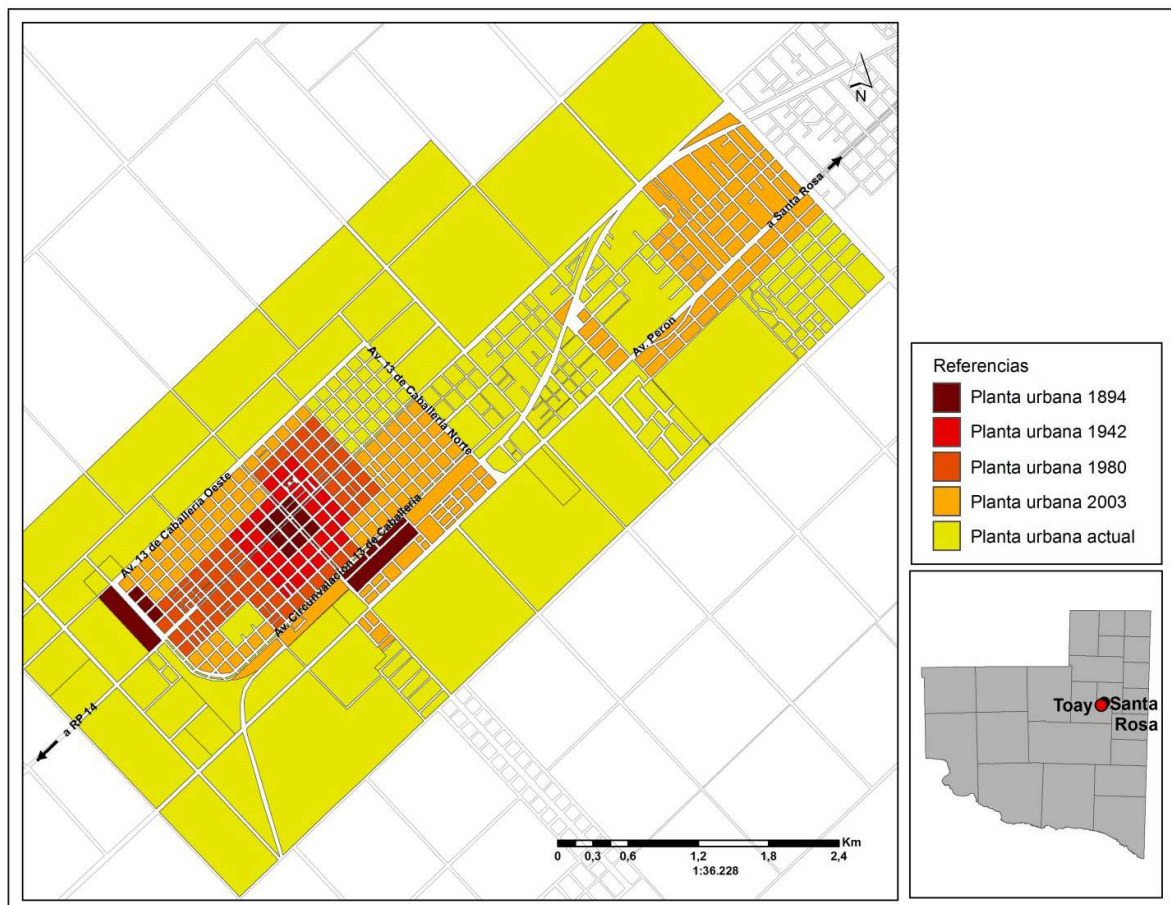 N
a Santa Rosa
Av. Peron
Av. 13 de Caballeria Norte
Av. 13 de Caballeria Oeste
Av. Circunvalacion 13 de Caballeria
a RP 14
Km
0 0,3 0,6 1,2 1,8 2,4
1:36.228
Referencias
Planta urbana 1894
Planta urbana 1942
Planta urbana 1980
Planta urbana 2003
Planta urbana actual
Toay Santa
Rosa